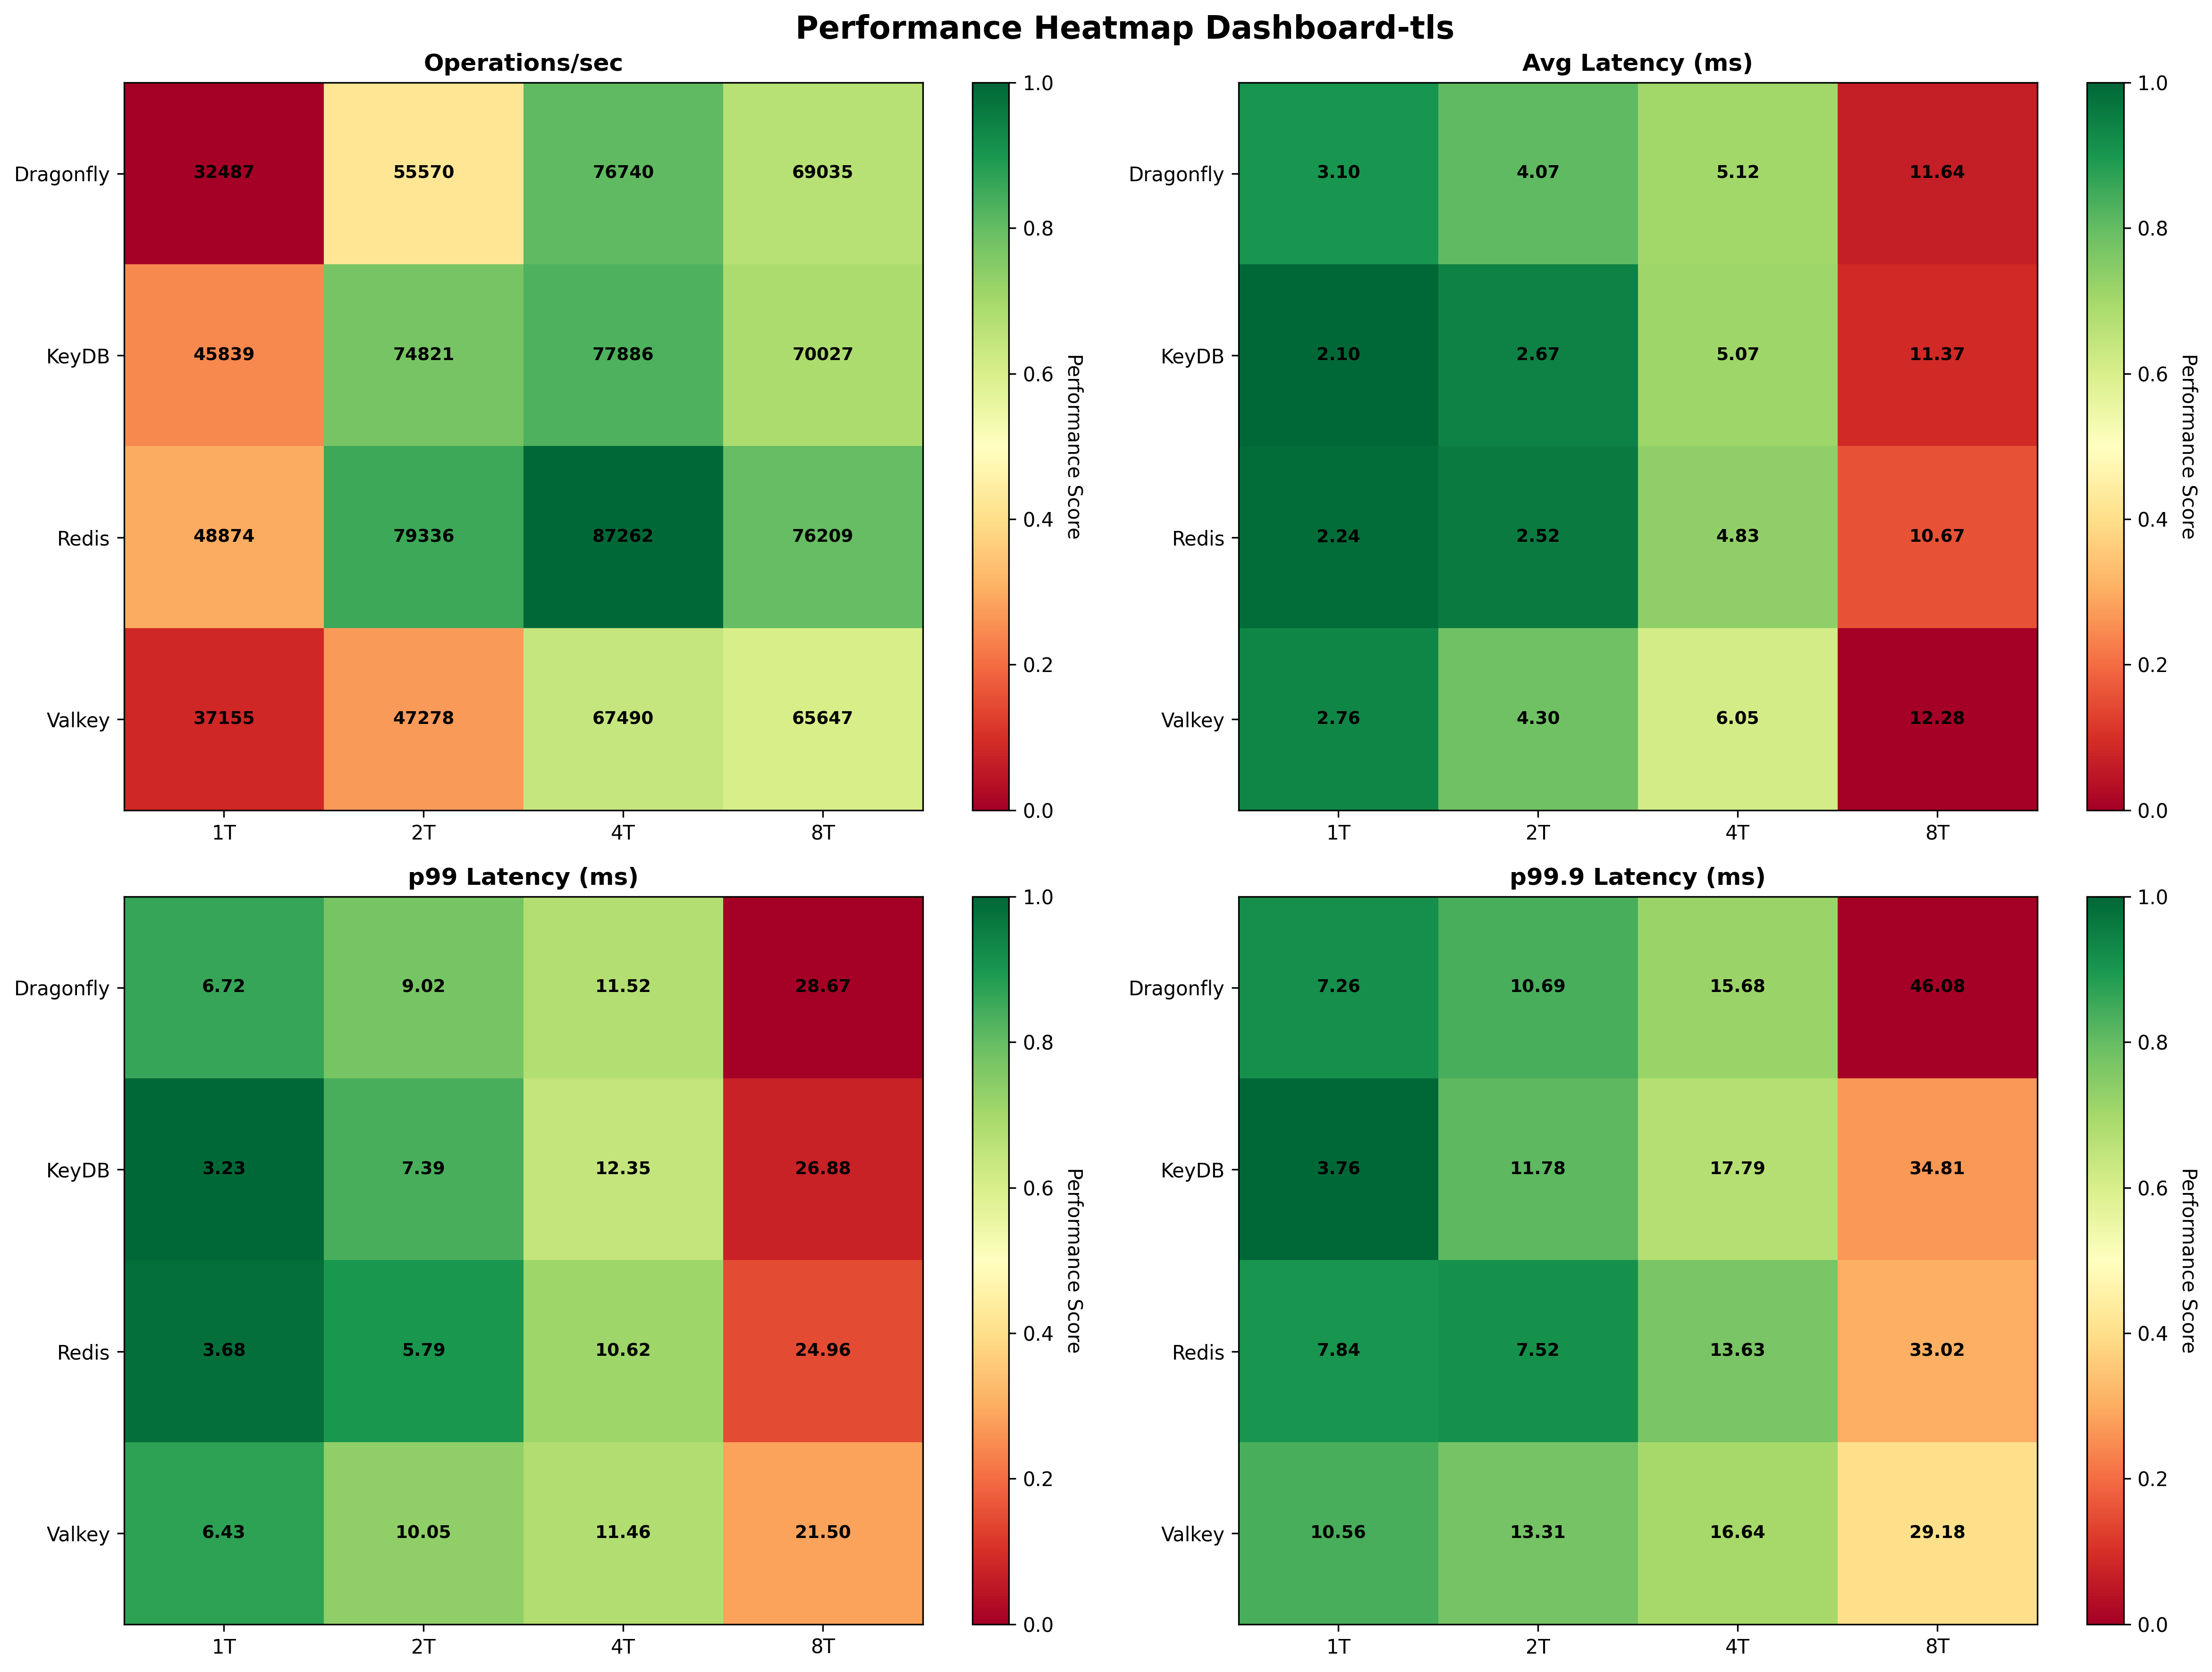 Performance Heatmap Dashboard-tls
Operations/sec
Dragonfly 32487 55570 76740 69035
KeyDB 45839 74821 77886 70027
Redis 48874 79336 87262 76209
Valkey 37155 47278 67490 65647
1T 2T 4T 8T
1.0
0.8
0.6
0.4
0.2
0.0
Performance Score
Avg Latency (ms)
Dragonfly 3.10 4.07 5.12 11.64
KeyDB 2.10 2.67 5.07 11.37
Redis 2.24 2.52 4.83 10.67
Valkey 2.76 4.30 6.05 12.28
1T 2T 4T 8T
1.0
0.8
0.6
0.4
0.2
0.0
Performance Score
p99 Latency (ms)
Dragonfly 6.72 9.02 11.52 28.67
KeyDB 3.23 7.39 12.35 26.88
Redis 3.68 5.79 10.62 24.96
Valkey 6.43 10.05 11.46 21.50
1T 2T 4T 8T
1.0
0.8
0.6
0.4
0.2
0.0
Performance Score
p99.9 Latency (ms)
Dragonfly 7.26 10.69 15.68 46.08
KeyDB 3.76 11.78 17.79 34.81
Redis 7.84 7.52 13.63 33.02
Valkey 10.56 13.31 16.64 29.18
1T 2T 4T 8T
1.0
0.8
0.6
0.4
0.2
0.0
Performance Score